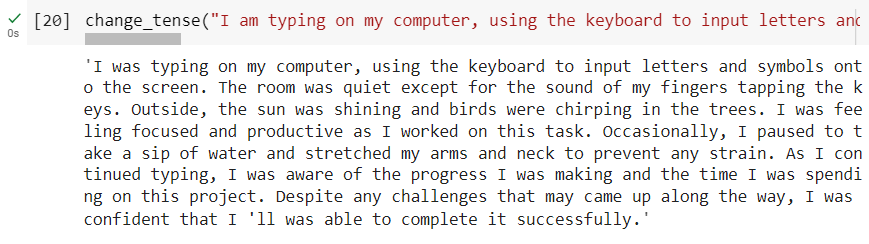 [20] change_tense("I am typing on my computer, using the keyboard to input letters and
0s
'I was typing on my computer, using the keyboard to input letters and symbols ont
o the screen. The room was quiet except for the sound of my fingers tapping the k
eys. Outside, the sun was shining and birds were chirping in the trees. I was fee
ling focused and productive as I worked on this task. Occasionally, I paused to t
ake a sip of water and stretched my arms and neck to prevent any strain. As I con
tinued typing, I was aware of the progress I was making and the time I was spendi
ng on this project. Despite any challenges that may came up along the way, I was
confident that I 'll was able to complete it successfully.'